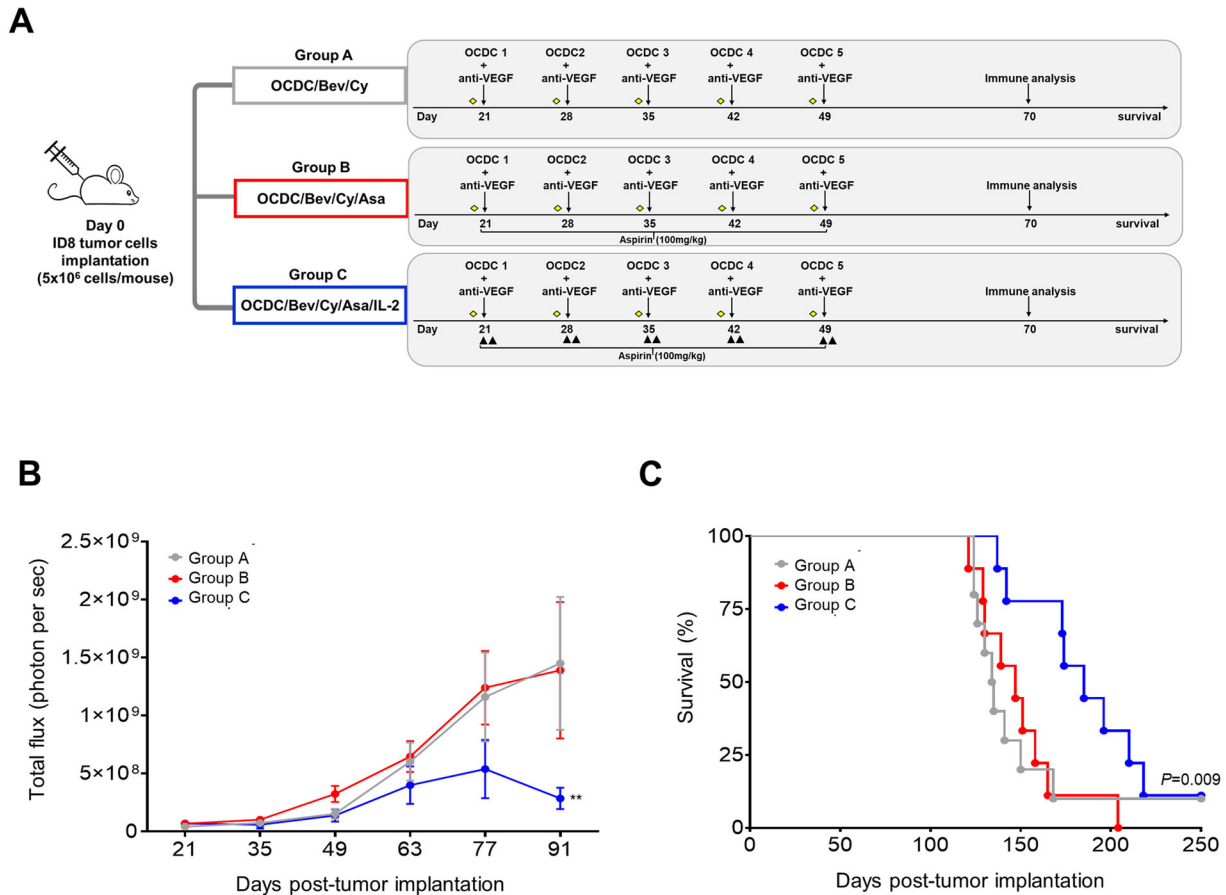 A
Group A
OCDC/Bev/Cy
OCDC 1 OCDC2 OCDC 3 OCDC 4 OCDC 5
+ + + + +
anti-VEGF anti-VEGF anti-VEGF anti-VEGF anti-VEGF Immune analysis
Day 21 28 35 42 49 70 survival
Group B
OCDC/Bev/Cy/Asa
OCDC 1 OCDC2 OCDC 3 OCDC 4 OCDC 5
+ + + + +
anti-VEGF anti-VEGF anti-VEGF anti-VEGF anti-VEGF Immune analysis
Day 21 28 35 42 49 70 survival
Aspirin (100mg/kg)
Day 0
ID8 tumor cells
implantation
(5x10⁶ cells/mouse)
Group C
OCDC/Bev/Cy/Asa/IL-2
OCDC 1 OCDC2 OCDC 3 OCDC 4 OCDC 5
+ + + + +
anti-VEGF anti-VEGF anti-VEGF anti-VEGF anti-VEGF Immune analysis
Day 21 28 35 42 49 70 survival
Aspirin (100mg/kg)
B
Total flux (photon per sec)
2.5×10⁹
2×10⁹
1.5×10⁹
1×10⁹
5×10⁸
0
Group A
Group B
Group C
**
21 35 49 63 77 91
Days post-tumor implantation
C
Survival (%)
100
75
50
25
0
Group A
Group B
Group C
P=0.009
0 50 100 150 200 250
Days post-tumor implantation